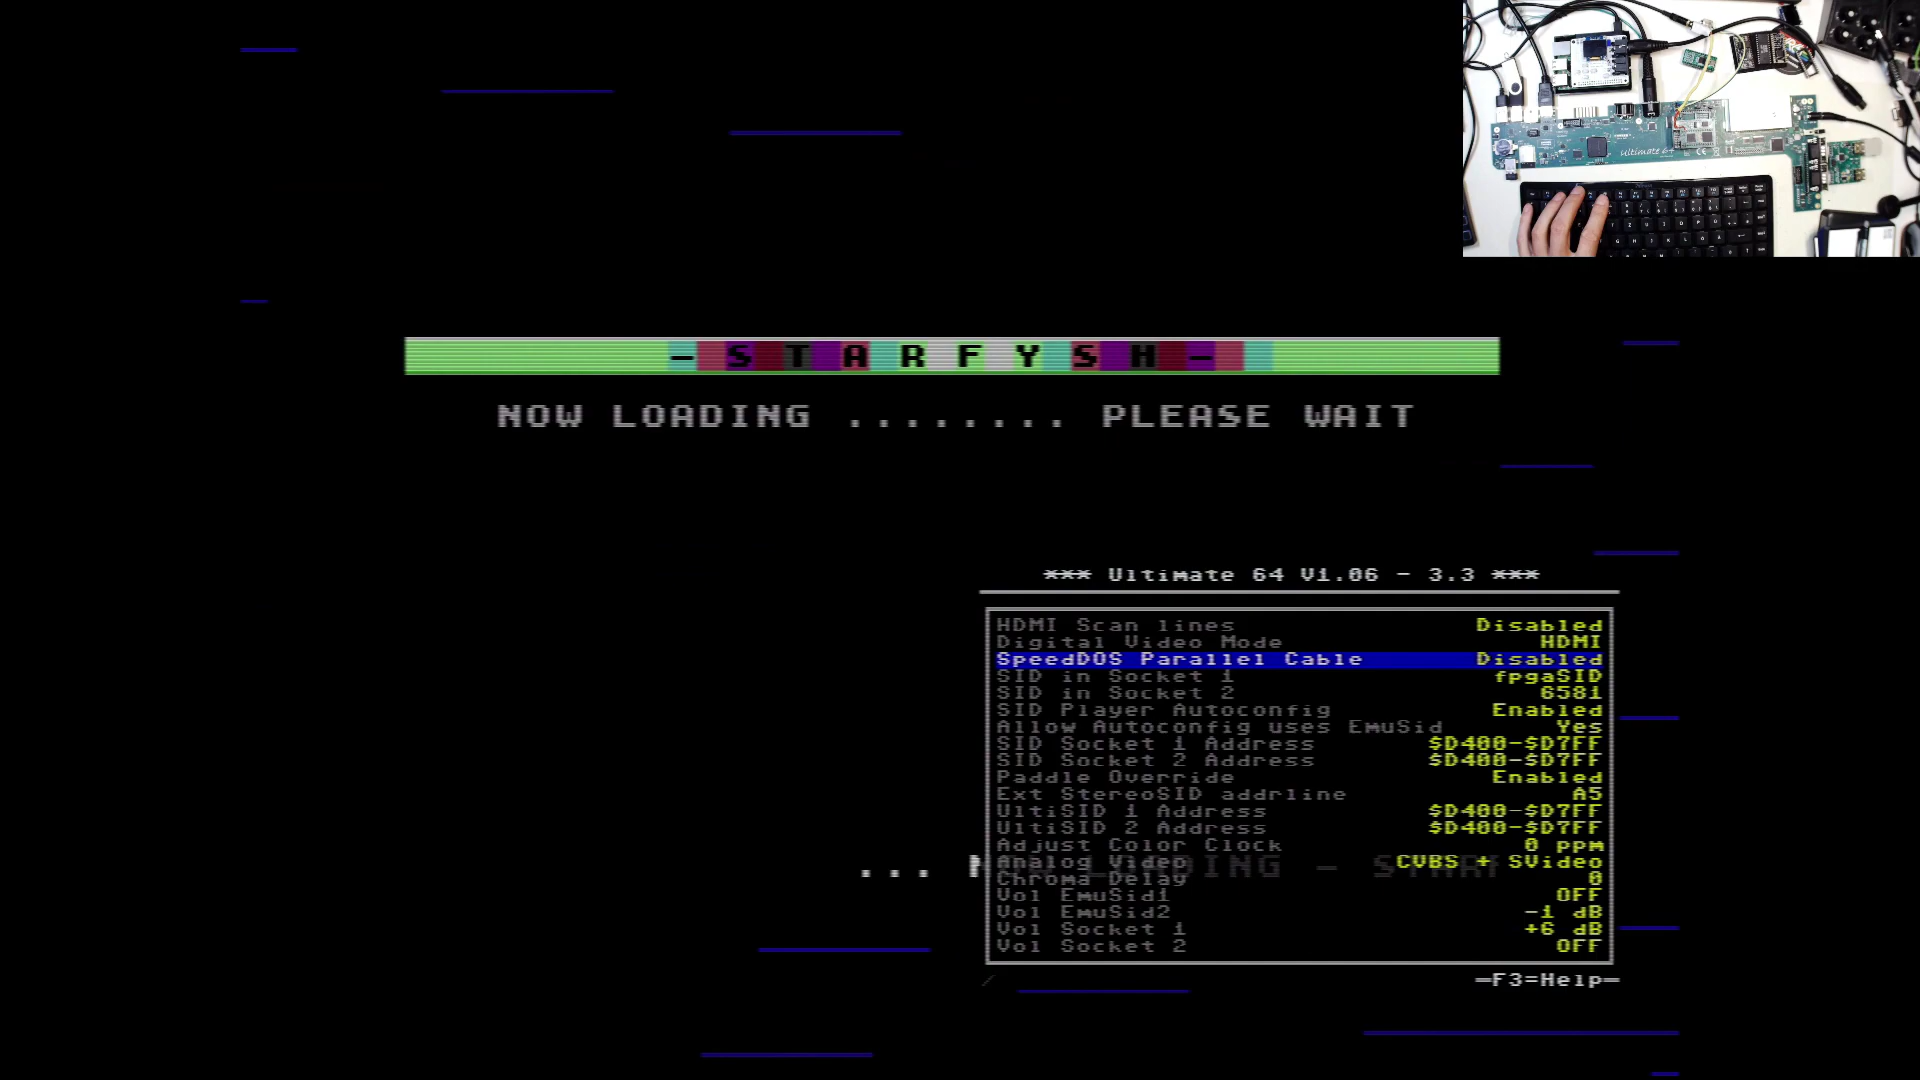 Ultimate 64
- S T A R F Y S H -
NOW LOADING ........ PLEASE WAIT
*** Ultimate 64 V1.06 - 3.3 ***
HDMI Scan lines Disabled
Digital Video Mode HDMI
SpeedDOS Parallel Cable Disabled
SID in Socket 1 fpgaSID
SID in Socket 2 6581
SID Player Autoconfig Enabled
Allow Autoconfig uses EmuSid Yes
SID Socket 1 Address $D400-$D7FF
SID Socket 2 Address $D400-$D7FF
Paddle Override Enabled
Ext StereoSID addrline A5
UltiSID 1 Address $D400-$D7FF
UltiSID 2 Address $D400-$D7FF
Adjust Color Clock 0 ppm
Analog Video CVBS + SVideo
... NOW LOADING - STARF
Chroma Delay 0
Vol EmuSid1 OFF
Vol EmuSid2 -1 dB
Vol Socket 1 +6 dB
Vol Socket 2 OFF
F3=Help